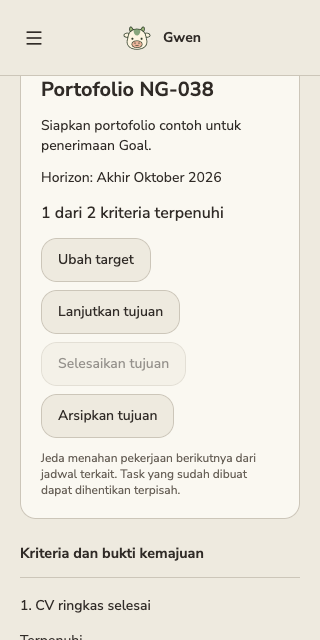 Gwen
Portofolio NG-038
Siapkan portofolio contoh untuk
penerimaan Goal.
Horizon: Akhir Oktober 2026
1 dari 2 kriteria terpenuhi
Ubah target
Lanjutkan tujuan
Selesaikan tujuan
Arsipkan tujuan
Jeda menahan pekerjaan berikutnya dari
jadwal terkait. Task yang sudah dibuat
dapat dihentikan terpisah.
Kriteria dan bukti kemajuan
1. CV ringkas selesai
Terpenuhi